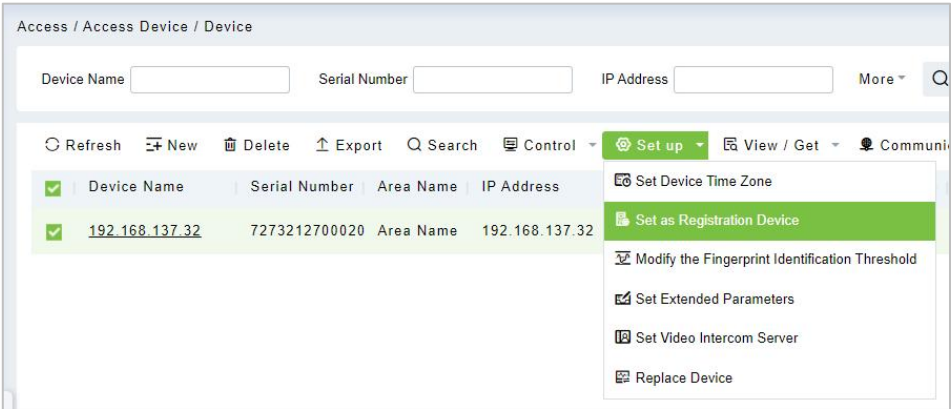 Access / Access Device / Device
Device Name Serial Number IP Address More
Refresh New Delete Export Search Control Set up View / Get Communi
Device Name Serial Number Area Name IP Address
192.168.137.32 7273212700020 Area Name 192.168.137.32
Set Device Time Zone
Set as Registration Device
Modify the Fingerprint Identification Threshold
Set Extended Parameters
Set Video Intercom Server
Replace Device